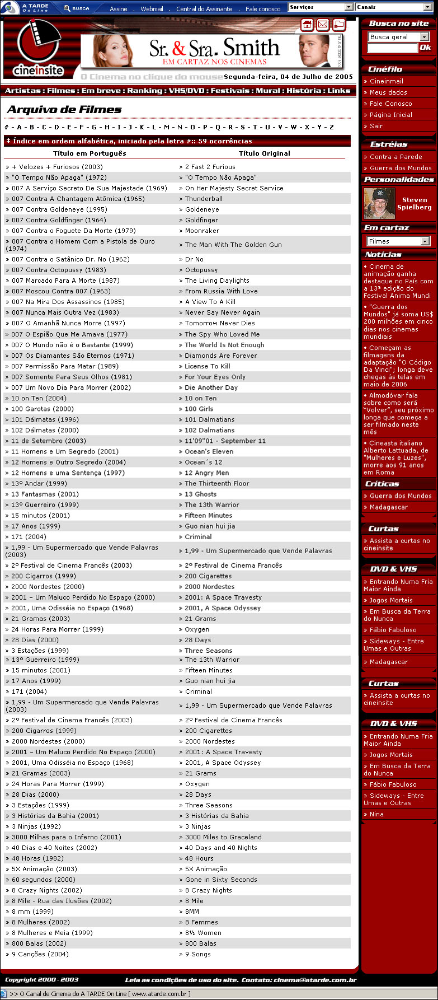 A TARDE
On Line
BUSCA
Assine . Webmail . Central do Assinante . Fale conosco
Serviços
Canais
cineinsite
Sr. & Sra. Smith
EM CARTAZ NOS CINEMAS
TM & © 2005 FOX
O Cinema no clique do mouse
Segunda-feira, 04 de Julho de 2005
Artistas : Filmes : Em breve : Ranking : VHS/DVD : Festivais : Mural : História : Links
Arquivo de Filmes
# - A - B - C - D - E - F - G - H - I - J - K - L - M - N - O - P - Q - R - S - T - U - V - W - X - Y - Z
‡ Índice em ordem alfabética, iniciado pela letra #:: 59 ocorrências
Título em Português Título Original
» + Velozes + Furiosos (2003) » 2 Fast 2 Furious
» "O Tempo Não Apaga" (1972) » "O Tempo Não Apaga"
» 007 A Serviço Secreto De Sua Majestade (1969) » On Her Majesty Secret Service
» 007 Contra A Chantagem Atômica (1965) » Thunderball
» 007 Contra Goldeneye (1995) » Goldeneye
» 007 Contra Goldfinger (1964) » Goldfinger
» 007 Contra o Foguete Da Morte (1979) » Moonraker
» 007 Contra o Homem Com a Pistola de Ouro
(1974) » The Man With The Golden Gun
» 007 Contra o Satânico Dr. No (1962) » Dr No
» 007 Contra Octopussy (1983) » Octopussy
» 007 Marcado Para A Morte (1987) » The Living Daylights
» 007 Moscou Contra 007 (1963) » From Russia With Love
» 007 Na Mira Dos Assassinos (1985) » A View To A Kill
» 007 Nunca Mais Outra Vez (1983) » Never Say Never Again
» 007 O Amanhã Nunca Morre (1997) » Tomorrow Never Dies
» 007 O Espião Que Me Amava (1977) » The Spy Who Loved Me
» 007 O Mundo não é o Bastante (1999) » The World Is Not Enough
» 007 Os Diamantes São Eternos (1971) » Diamonds Are Forever
» 007 Permissão Para Matar (1989) » License To Kill
» 007 Somente Para Seus Olhos (1981) » For Your Eyes Only
» 007 Um Novo Dia Para Morrer (2002) » Die Another Day
» 10 on Ten (2004) » 10 on Ten
» 100 Garotas (2000) » 100 Girls
» 101 Dálmatas (1996) » 101 Dalmatians
» 102 Dálmatas (2000) » 102 Dalmatians
» 11 de Setembro (2003) » 11'09''01 - September 11
» 11 Homens e Um Segredo (2001) » Ocean's Eleven
» 12 Homens e Outro Segredo (2004) » Ocean´s 12
» 12 Homens e uma Sentença (1997) » 12 Angry Men
» 13º Andar (1999) » The Thirteenth Floor
» 13 Fantasmas (2001) » 13 Ghosts
» 13º Guerreiro (1999) » The 13th Warrior
» 15 minutos (2001) » Fifteen Minutes
» 17 Anos (1999) » Guo nian hui jia
» 171 (2004) » Criminal
» 1,99 - Um Supermercado que Vende Palavras
(2003) » 1,99 - Um Supermercado que Vende Palavras
» 2º Festival de Cinema Francês (2003) » 2º Festival de Cinema Francês
» 200 Cigarros (1999) » 200 Cigarettes
» 2000 Nordestes (2000) » 2000 Nordestes
» 2001 – Um Maluco Perdido No Espaço (2000) » 2001: A Space Travesty
» 2001, Uma Odisséia no Espaço (1968) » 2001, A Space Odyssey
» 21 Gramas (2003) » 21 Grams
» 24 Horas Para Morrer (1999) » Oxygen
» 28 Dias (2000) » 28 Days
» 3 Estações (1999) » Three Seasons
» 13º Guerreiro (1999) » The 13th Warrior
» 15 minutos (2001) » Fifteen Minutes
» 17 Anos (1999) » Guo nian hui jia
» 171 (2004) » Criminal
» 1,99 - Um Supermercado que Vende Palavras
(2003) » 1,99 - Um Supermercado que Vende Palavras
» 2º Festival de Cinema Francês (2003) » 2º Festival de Cinema Francês
» 200 Cigarros (1999) » 200 Cigarettes
» 2000 Nordestes (2000) » 2000 Nordestes
» 2001 – Um Maluco Perdido No Espaço (2000) » 2001: A Space Travesty
» 2001, Uma Odisséia no Espaço (1968) » 2001, A Space Odyssey
» 21 Gramas (2003) » 21 Grams
» 24 Horas Para Morrer (1999) » Oxygen
» 28 Dias (2000) » 28 Days
» 3 Estações (1999) » Three Seasons
» 3 Histórias da Bahia (2001) » 3 Histórias da Bahia
» 3 Ninjas (1992) » 3 Ninjas
» 3000 Milhas para o Inferno (2001) » 3000 Miles to Graceland
» 40 Dias e 40 Noites (2002) » 40 Days and 40 Nights
» 48 Horas (1982) » 48 Hours
» 5X Animação (2003) » 5X Animação
» 60 segundos (2000) » Gone in Sixty Seconds
» 8 Crazy Nights (2002) » 8 Crazy Nights
» 8 Mile - Rua das Ilusões (2002) » 8 Mile
» 8 mm (1999) » 8MM
» 8 Mulheres (2002) » 8 Femmes
» 8 Mulheres e Meia (1999) » 8½ Women
» 800 Balas (2002) » 800 Balas
» 9 Canções (2004) » 9 Songs
Busca no site
Busca geral
Ok
Cinéfilo
» Cineinmail
» Meus dados
» Fale Conosco
» Página Inicial
» Sair
Estréias
» Contra a Parede
» Guerra dos Mundos
Personalidades
Steven
Spielberg
Em cartaz
Filmes
Notícias
• Cinema de
animação ganha
destaque no País com
a 13ª edição do
Festival Anima Mundi
• "Guerra dos
Mundos" já soma US$
200 milhões em cinco
dias nos cinemas
mundiais
• Começam as
filmagens da
adaptação "O Código
Da Vinci"; longa deve
chegas às telas em
maio de 2006
• Almodóvar fala
sobre como será
“Volver”, seu próximo
longa que começa a
ser filmado neste
mês
• Cineasta italiano
Alberto Lattuada, de
"Mulheres e Luzes",
morre aos 91 anos
em Roma
Críticas
» Guerra dos Mundos
» Madagascar
Curtas
» Assista a curtas no
cineinsite
DVD & VHS
» Entrando Numa Fria
Maior Ainda
» Jogos Mortais
» Em Busca da Terra
do Nunca
» Fábio Fabuloso
» Sideways - Entre
Umas e Outras
» Madagascar
Curtas
» Assista a curtas no
cineinsite
DVD & VHS
» Entrando Numa Fria
Maior Ainda
» Jogos Mortais
» Em Busca da Terra
do Nunca
» Fábio Fabuloso
» Sideways - Entre
Umas e Outras
» Nina
Copyright 2000 - 2003
Leia as condições de uso do site. Contato: cinema@atarde.com.br
>> O Canal de Cinema do A TARDE On Line [ www.atarde.com.br ]